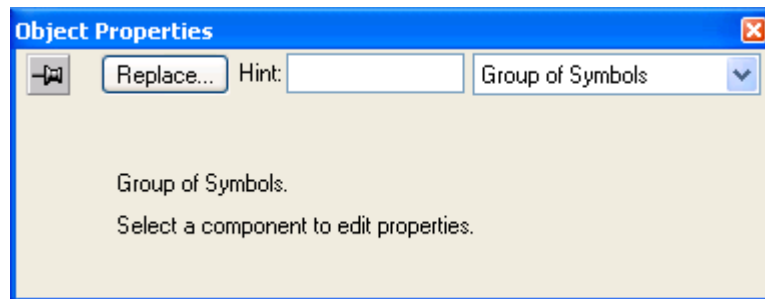 Object Properties
Replace... Hint: Group of Symbols
Group of Symbols.
Select a component to edit properties.